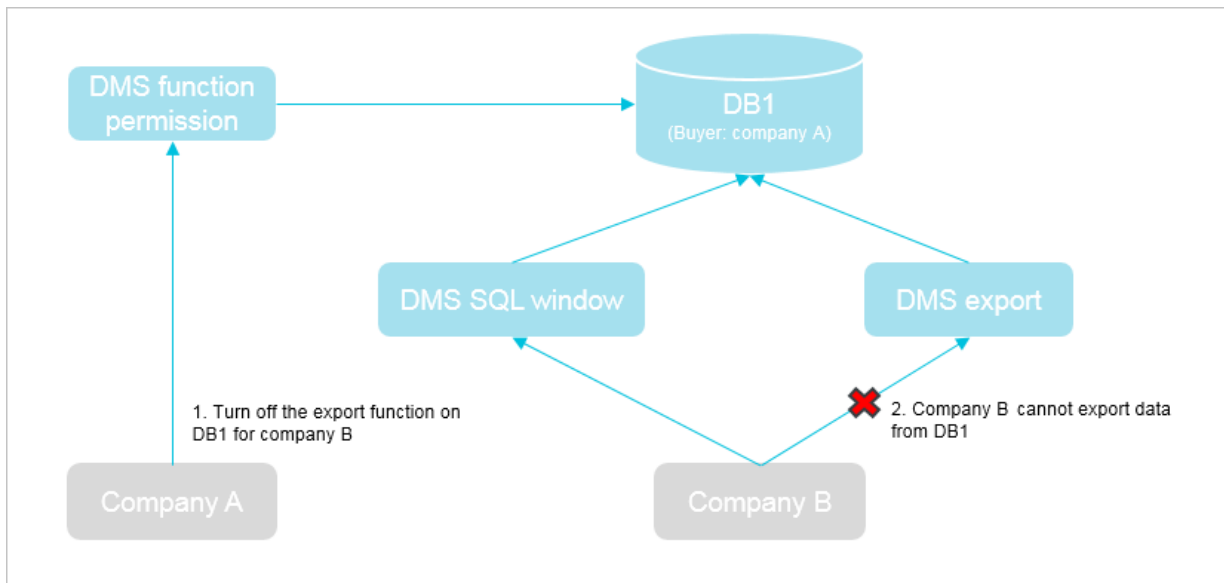 DMS function
permission
DB1
(Buyer: company A)
DMS SQL window
DMS export
1. Turn off the export function on
DB1 for company B
2. Company B cannot export data
from DB1
Company A
Company B